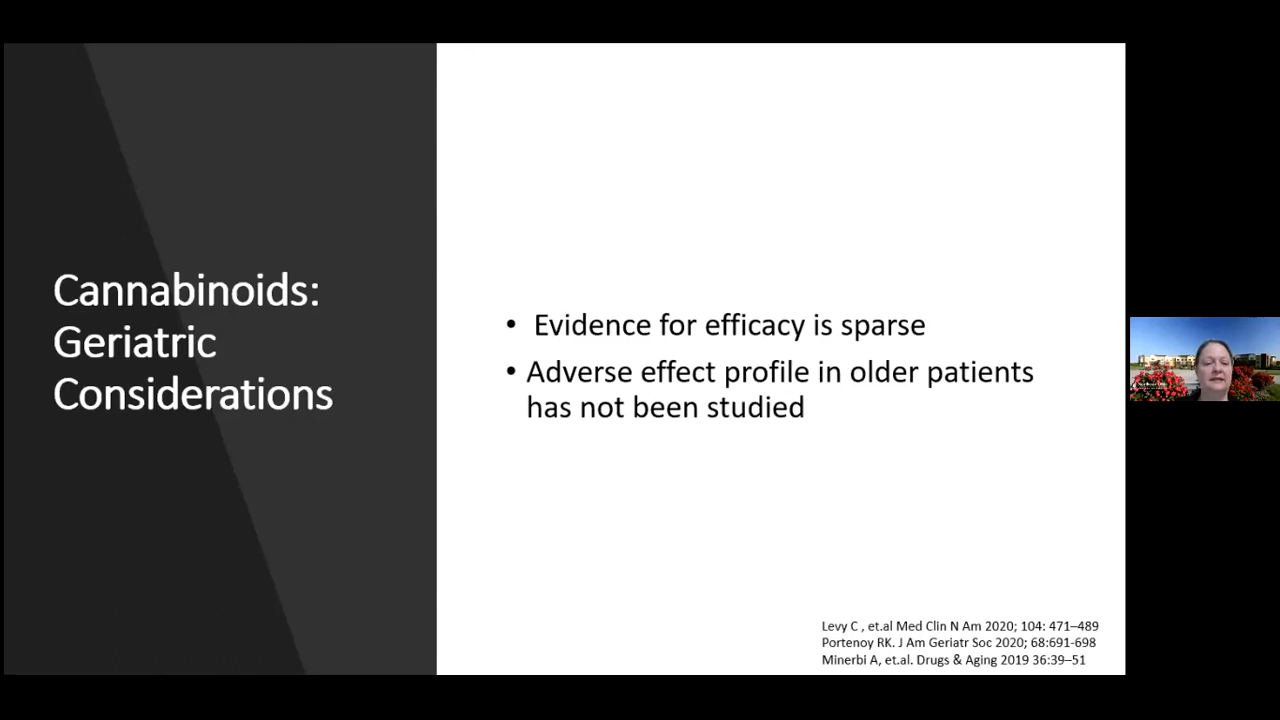 Cannabinoids:
Geriatric
Considerations
• Evidence for efficacy is sparse
• Adverse effect profile in older patients
has not been studied
Levy C , et.al Med Clin N Am 2020; 104: 471–489
Portenoy RK. J Am Geriatr Soc 2020; 68:691-698
Minerbi A, et.al. Drugs & Aging 2019 36:39–51